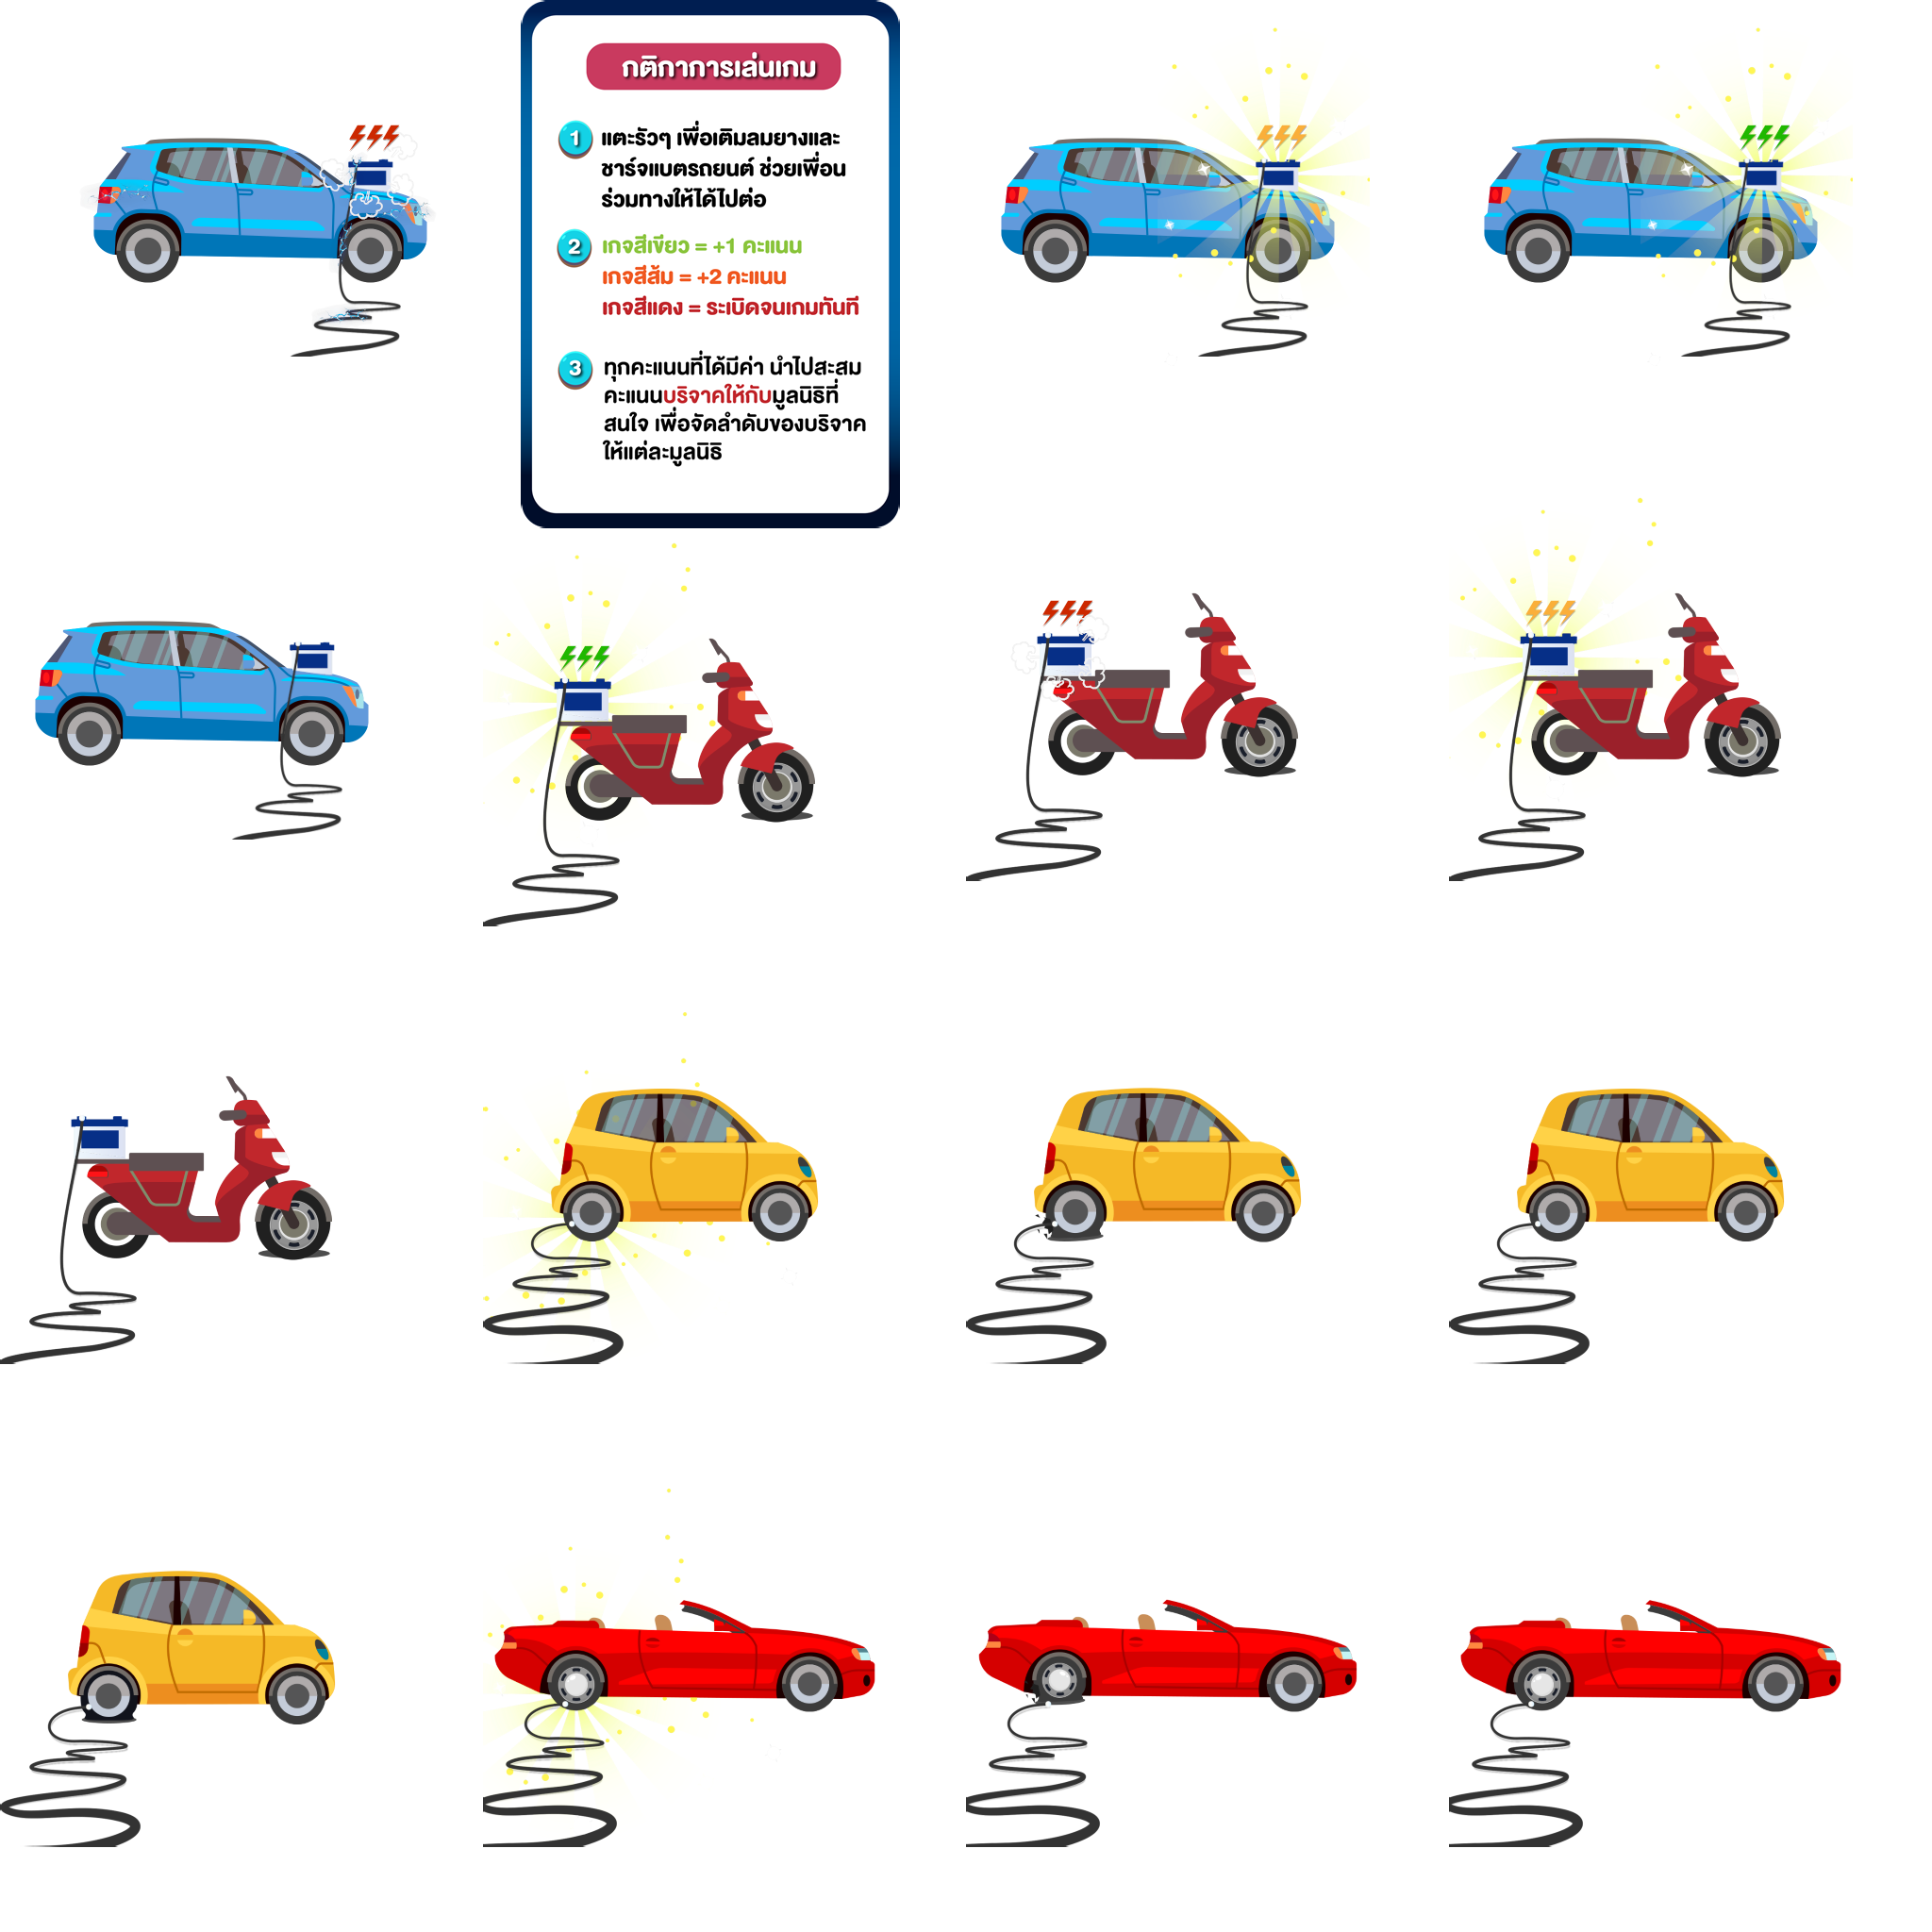 กติกาการเล่นเกม
1 แตะรัวๆ เพื่อเติมลมยางและ
ชาร์จแบตรถยนต์ ช่วยเพื่อน
ร่วมทางให้ได้ไปต่อ
2 เกจสีเขียว = +1 คะแนน
เกจสีส้ม = +2 คะแนน
เกจสีแดง = ระเบิดจนเกมทันที
3 ทุกคะแนนที่ได้มีค่า นำไปสะสม
คะแนนบริจาคให้กับมูลนิธิที่
สนใจ เพื่อจัดลำดับของบริจาค
ให้แต่ละมูลนิธิ